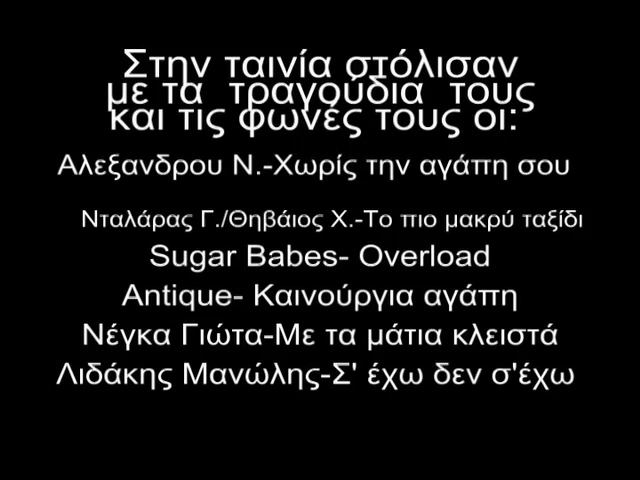 Στην ταινία στόλισαν
με τα τραγούδια τους
και τις φωνές τους οι:
Αλεξανδρου Ν.-Χωρίς την αγάπη σου
Νταλάρας Γ./Θηβάιος Χ.-Το πιο μακρύ ταξίδι
Sugar Babes- Overload
Antique- Καινούργια αγάπη
Νέγκα Γιώτα-Με τα μάτια κλειστά
Λιδάκης Μανώλης-Σ' έχω δεν σ'έχω